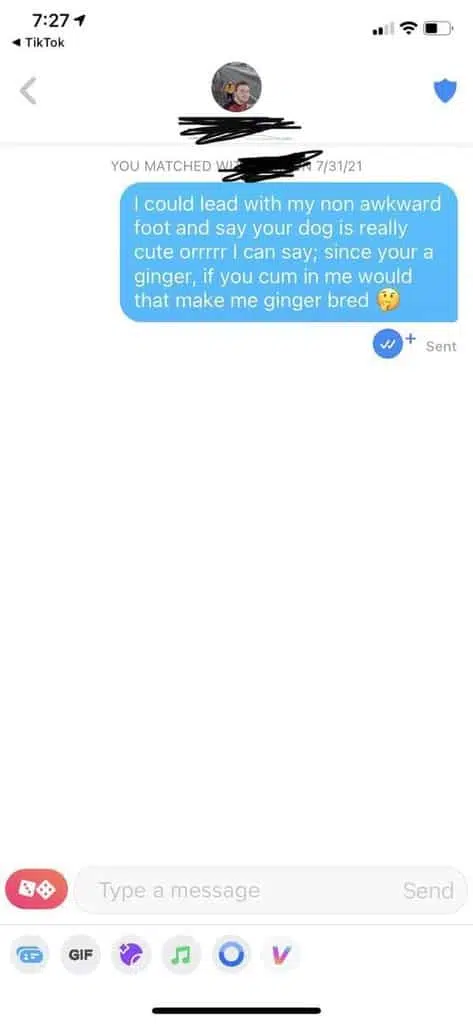 7:27
TikTok
YOU MATCHED 7/31/21
I could lead with my non awkward
foot and say your dog is really
cute orrrrr I can say; since your a
ginger, if you cum in me would
that make me ginger bred 🤔
Sent
Type a message Send
GIF